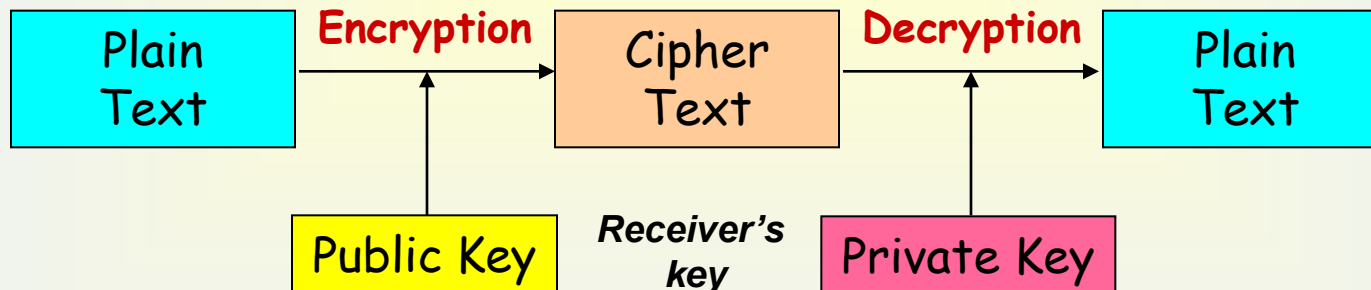 Plain
Text
Encryption
Cipher
Text
Decryption
Plain
Text
Public Key
Receiver's
key
Private Key